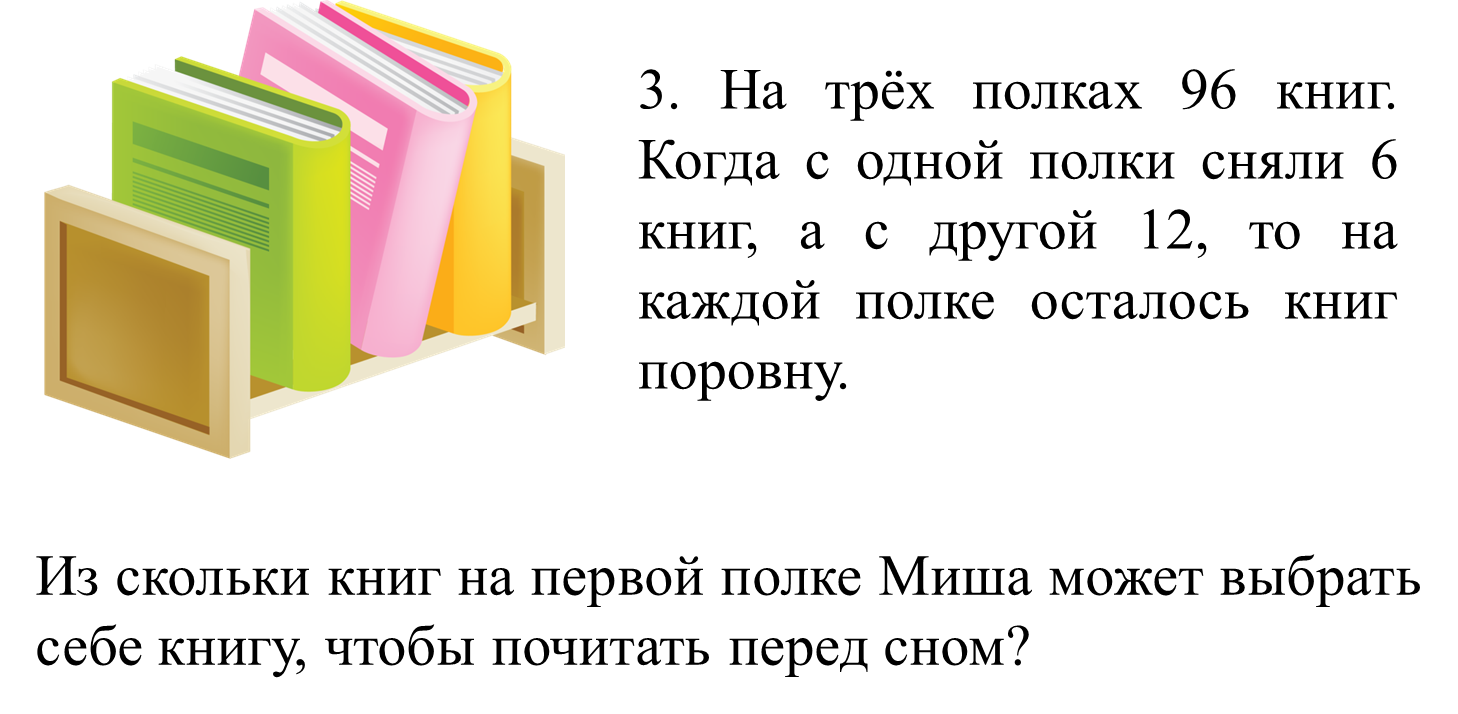 3. На трёх полках 96 книг.
Когда с одной полки сняли 6
книг, а с другой 12, то на
каждой полке осталось книг
поровну.
Из скольки книг на первой полке Миша может выбрать
себе книгу, чтобы почитать перед сном?